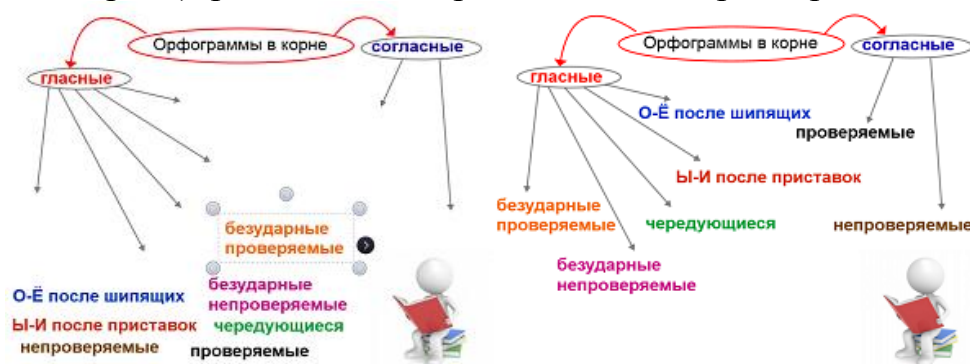 Орфограммы в корне
согласные
гласные
безударные
проверяемые
О-Ё после шипящих
безударные
непроверяемые
Ы-И после приставок
чередующиеся
непроверяемые
проверяемые
Орфограммы в корне
согласные
гласные
О-Ё после шипящих
проверяемые
Ы-И после приставок
безударные
проверяемые
чередующиеся
непроверяемые
безударные
непроверяемые